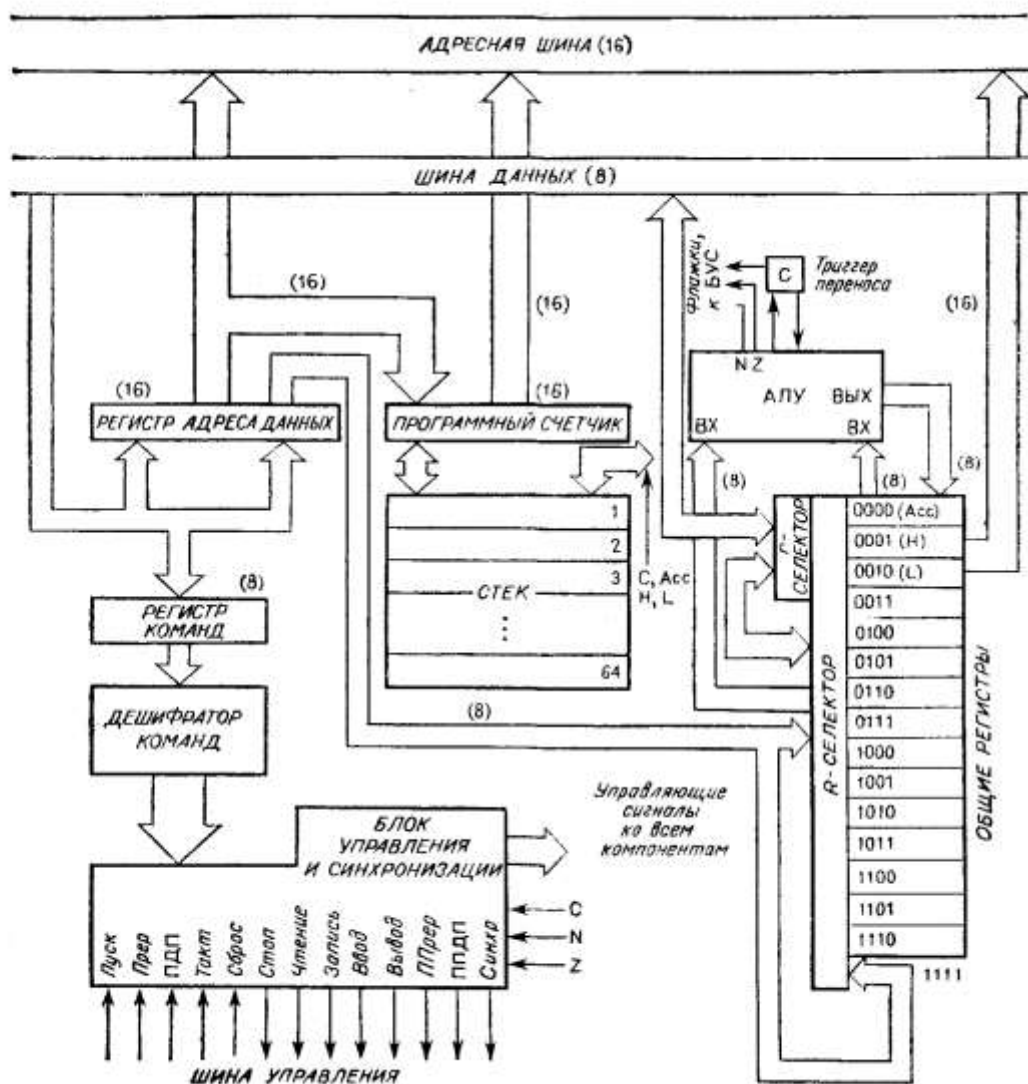 АДРЕСНАЯ ШИНА (16)
ШИНА ДАННЫХ (8)
(16)
(16)
(16)
Флажки,
к БУС
C
Триггер
переноса
N Z
АЛУ
ВЫХ
ВХ
ВХ
(16)
РЕГИСТР АДРЕСА ДАННЫХ
(16)
ПРОГРАММНЫЙ СЧЕТЧИК
(8)
(8)
(8)
1
2
3
СТЕК
64
C, Acc
H, L
Г-
СЕЛЕКТОР
R-СЕЛЕКТОР
0000 (Acc)
0001 (H)
0010 (L)
0011
0100
0101
0110
0111
1000
1001
1010
1011
1100
1101
1110
1111
ОБЩИЕ РЕГИСТРЫ
(8)
РЕГИСТР
КОМАНД
ДЕШИФРАТОР
КОМАНД
(8)
Управляющие
сигналы
ко всем
компонентам
БЛОК
УПРАВЛЕНИЯ
И СИНХРОНИЗАЦИИ
C
N
Z
Пуск
Прер
ПДП
Такт
Сброс
Стоп
Чтение
Запись
Ввод
Вывод
ППрер
ППДП
Синхр
ШИНА УПРАВЛЕНИЯ